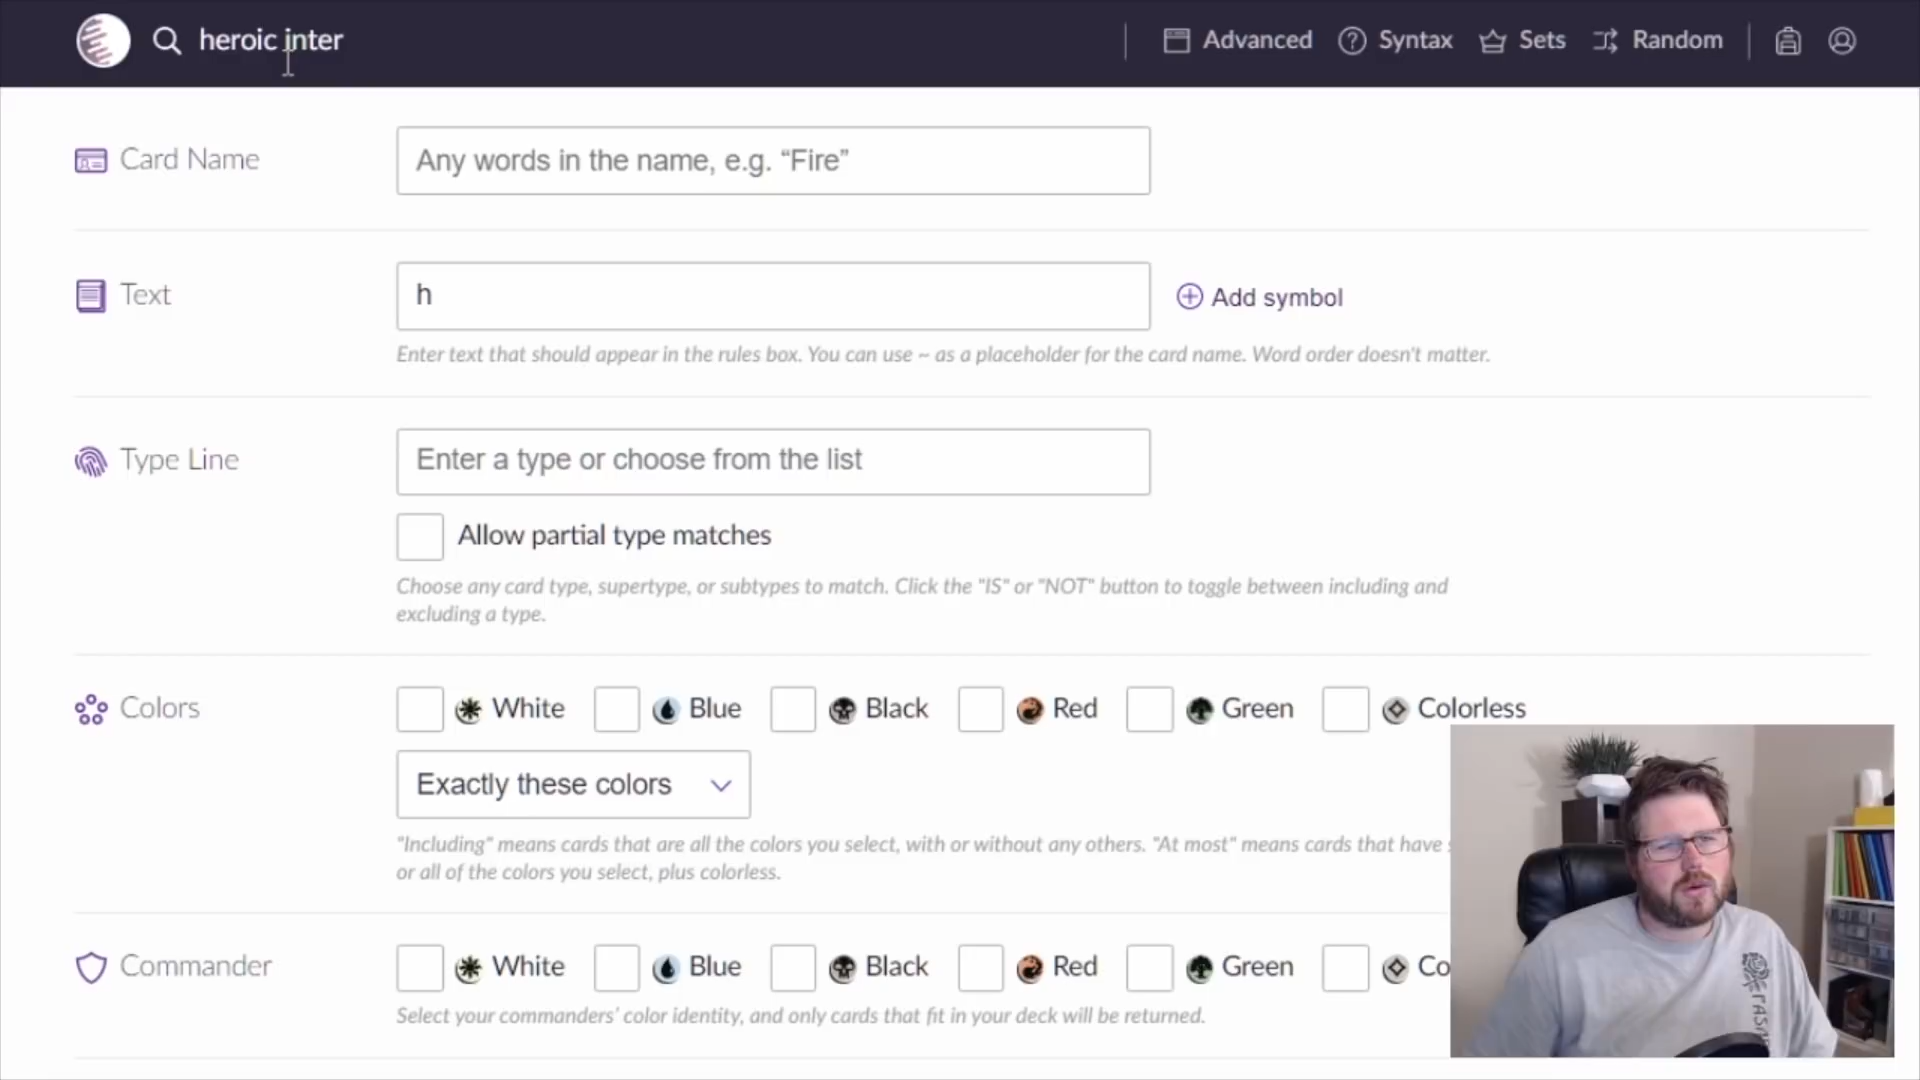 heroic inter
Advanced
Syntax
Sets
Random
Card Name
Any words in the name, e.g. “Fire”
Text
h
Add symbol
Enter text that should appear in the rules box. You can use ~ as a placeholder for the card name. Word order doesn't matter.
Type Line
Enter a type or choose from the list
Allow partial type matches
Choose any card type, supertype, or subtypes to match. Click the "IS" or "NOT" button to toggle between including and
excluding a type.
Colors
White
Blue
Black
Red
Green
Colorless
Exactly these colors
"Including" means cards that are all the colors you select, with or without any others. "At most" means cards that have
or all of the colors you select, plus colorless.
Commander
White
Blue
Black
Red
Green
Co
Select your commanders’ color identity, and only cards that fit in your deck will be returned.